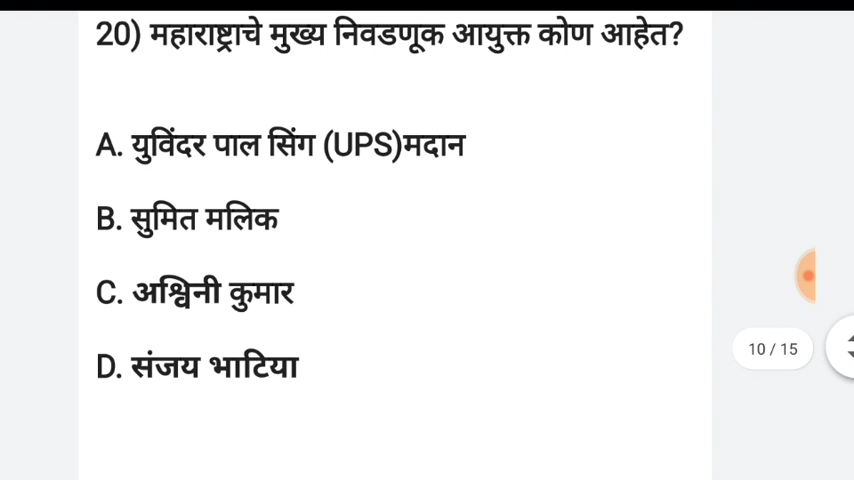 20) महाराष्ट्राचे मुख्य निवडणूक आयुक्त कोण आहेत?
A. युविंदर पाल सिंग (UPS)मदान
B. सुमित मलिक
C. अश्विनी कुमार
D. संजय भाटिया
10 / 15